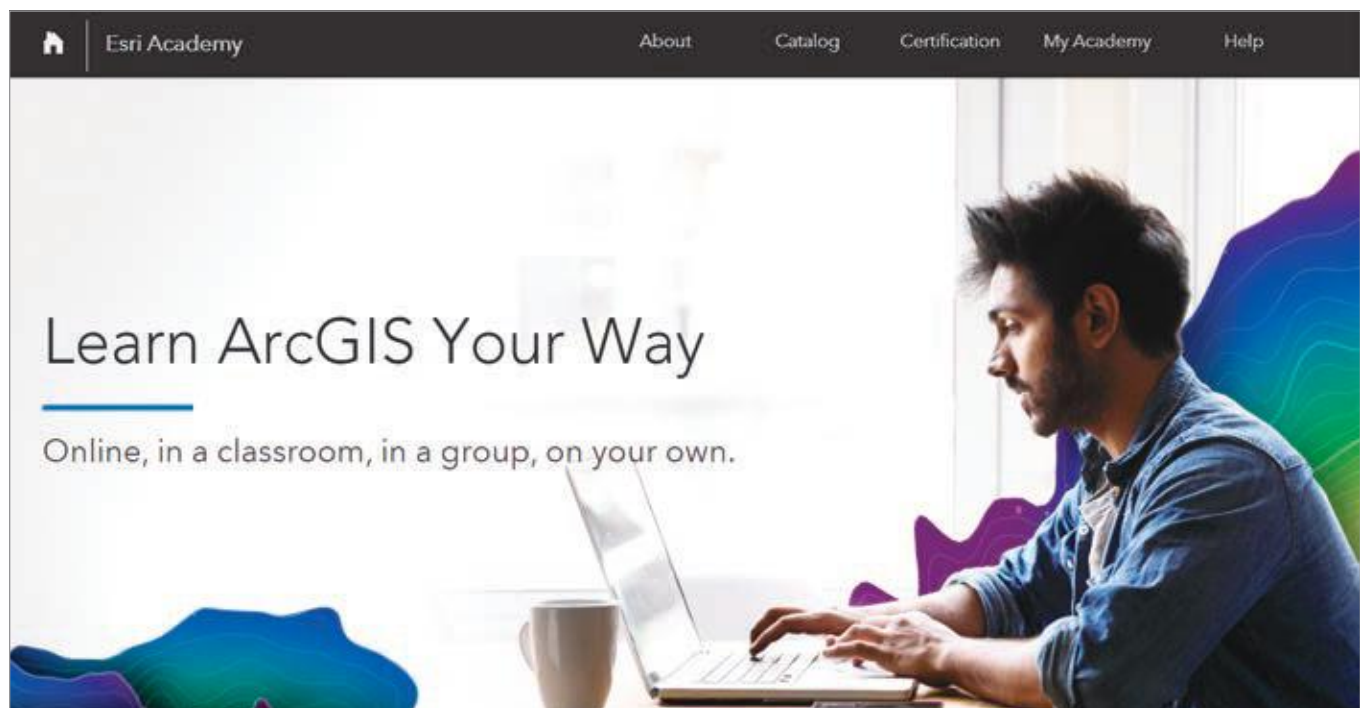 Esri Academy About Catalog Certification My Academy Help
Learn ArcGIS Your Way
Online, in a classroom, in a group, on your own.